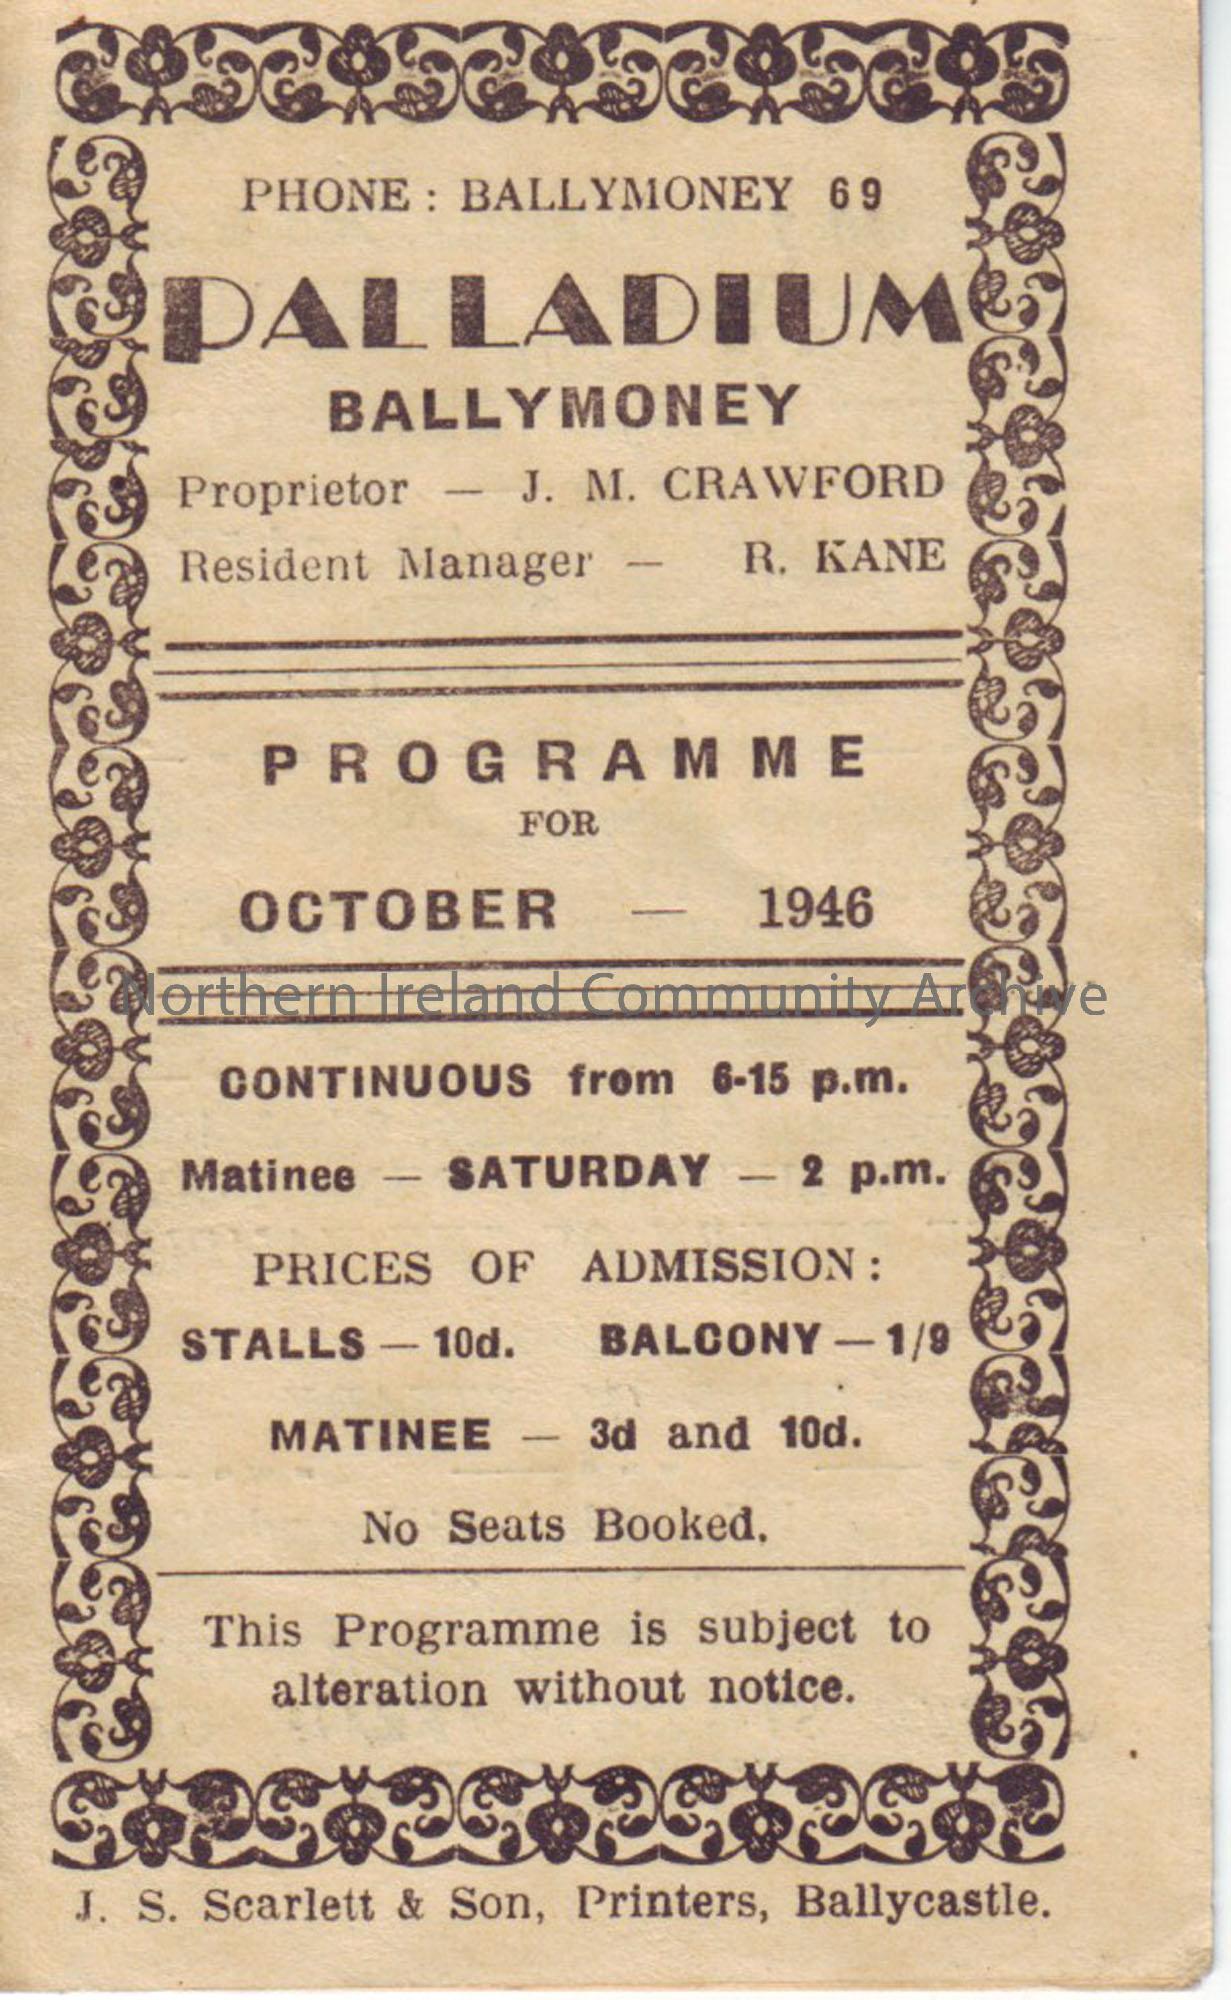 PHONE : BALLYMONEY 69
PALLADIUM
BALLYMONEY
Proprietor — J. M. CRAWFORD
Resident Manager — R. KANE
PROGRAMME
FOR
OCTOBER — 1946
Northern Ireland Community Archive
CONTINUOUS from 6-15 p.m.
Matinee — SATURDAY — 2 p.m.
PRICES OF ADMISSION :
STALLS — 10d. BALCONY — 1/9
MATINEE — 3d and 10d.
No Seats Booked.
This Programme is subject to
alteration without notice.
J. S. Scarlett & Son, Printers, Ballycastle.